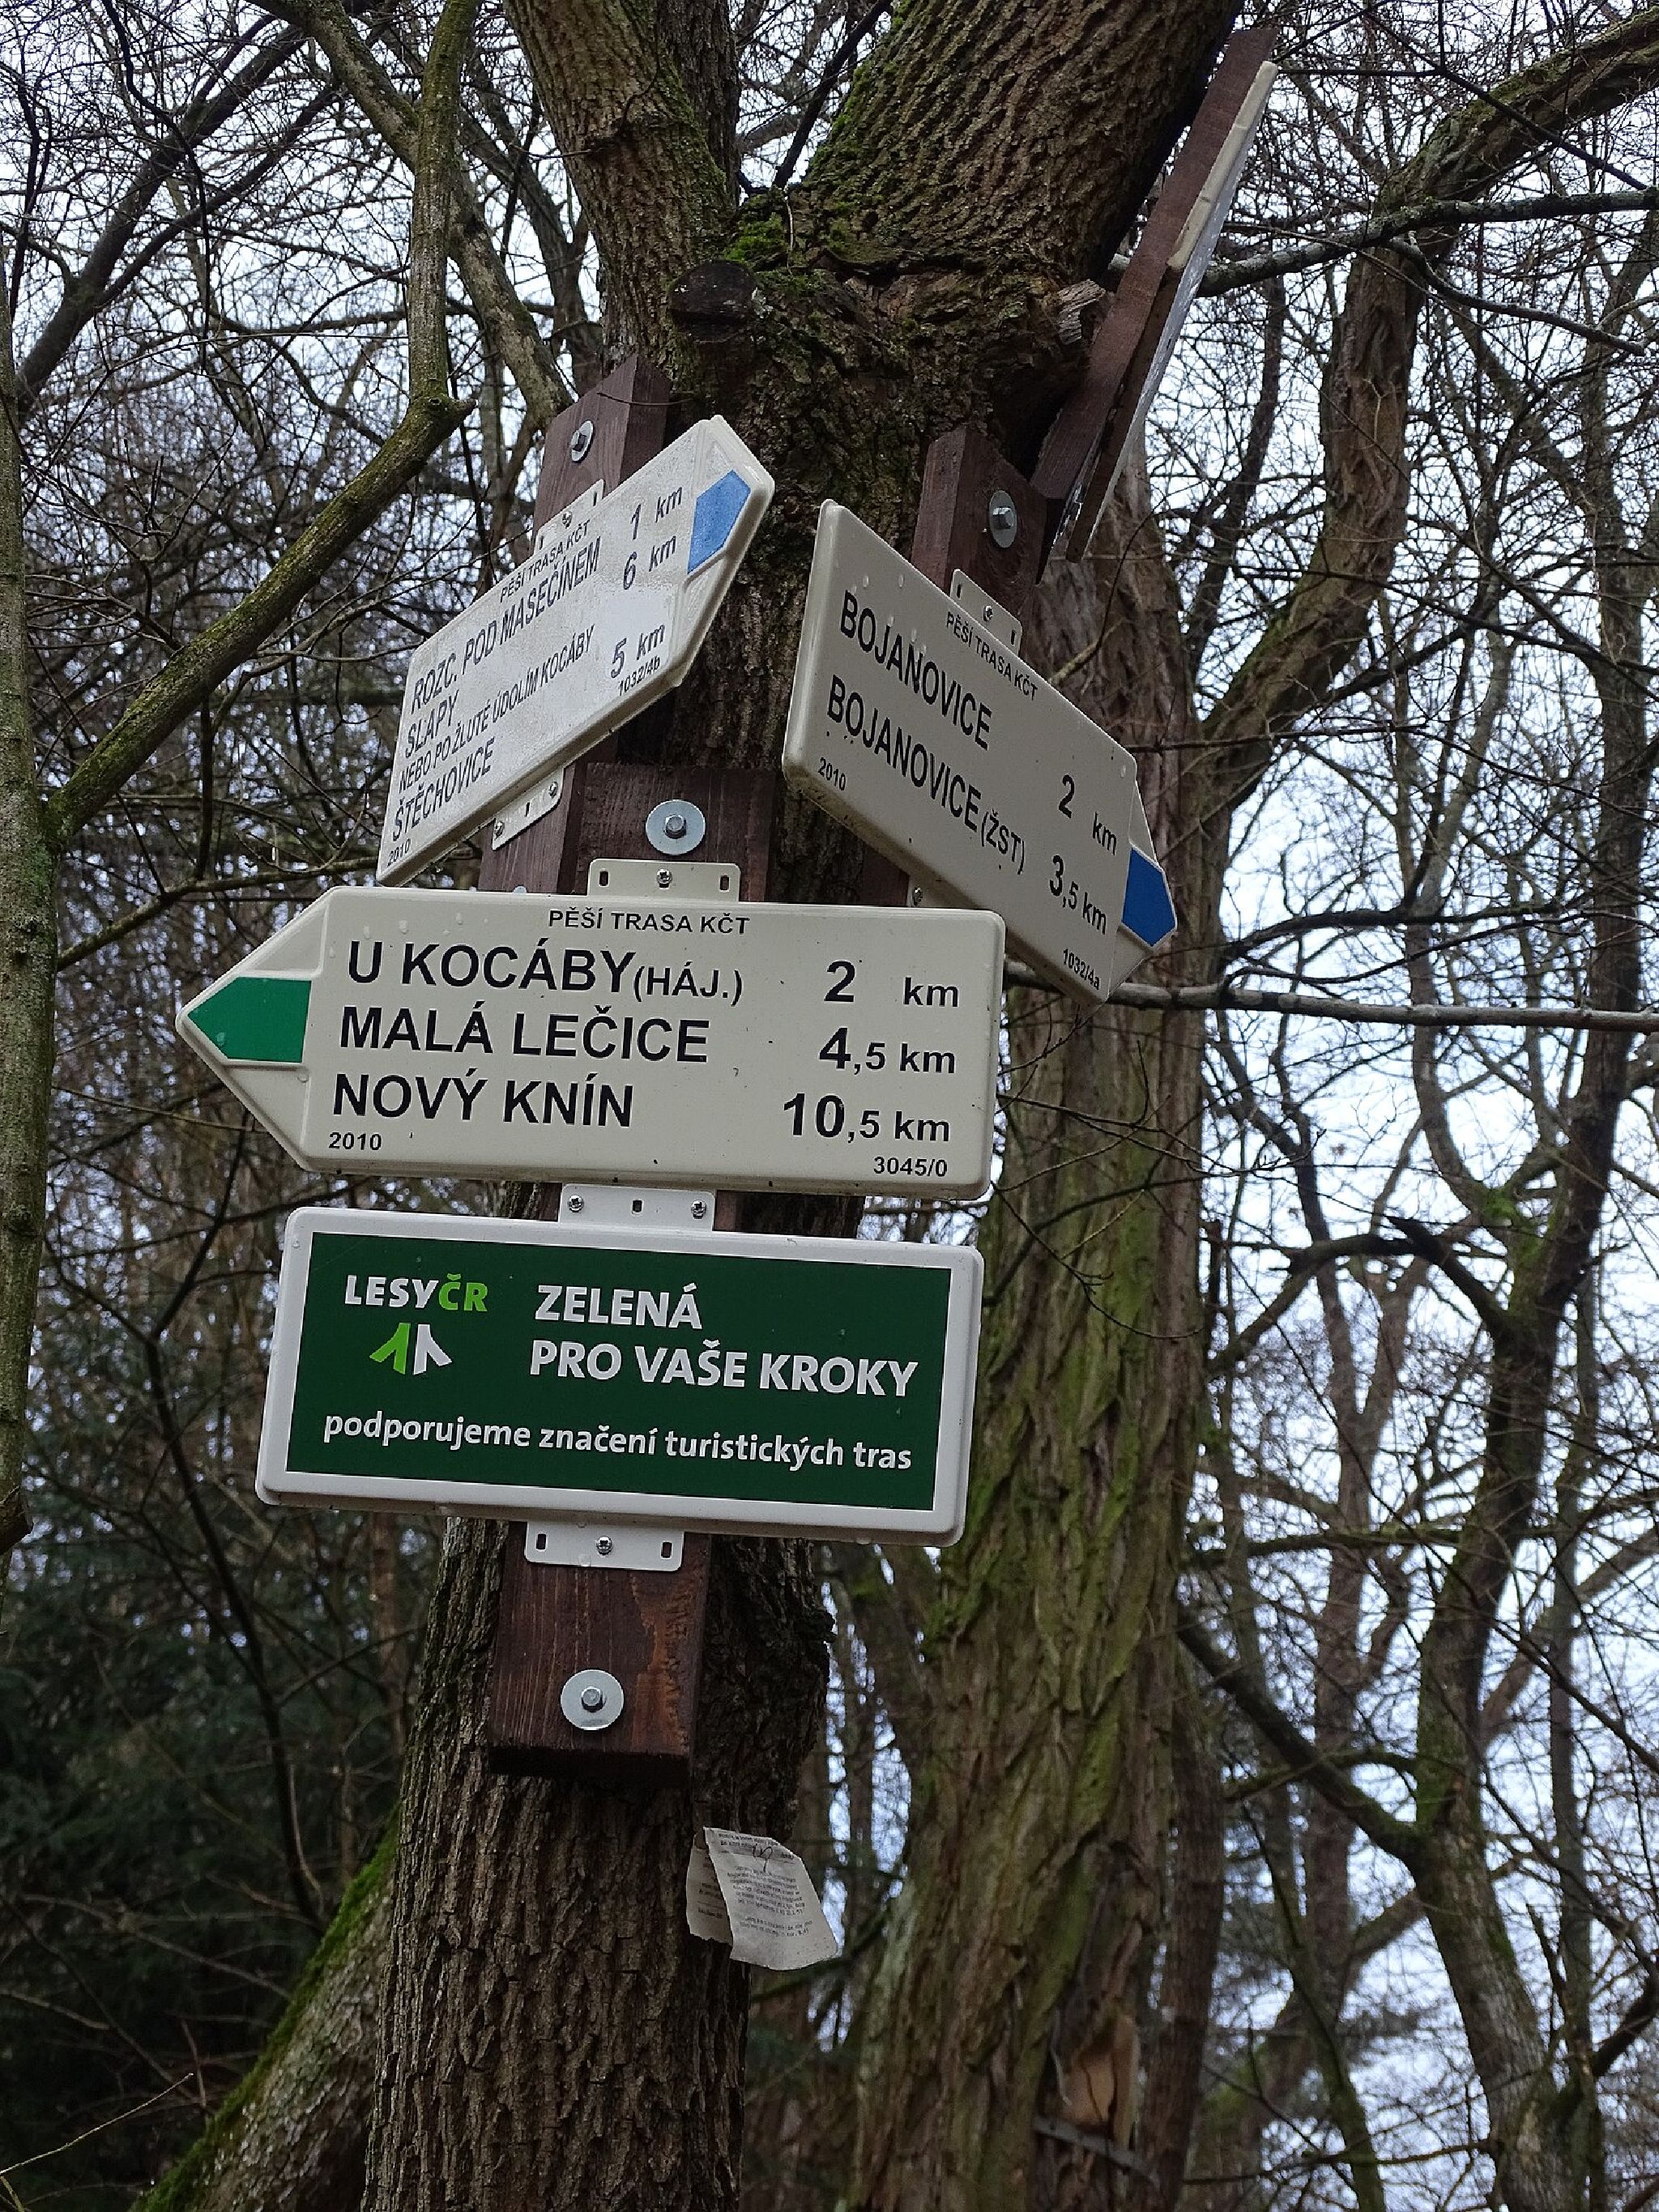 PĚŠÍ TRASA KČT
ROZC. POD MASEČÍNEM 1 km
SLAPY 6 km
NEBO PO ŽLUTÉ ÚDOLÍM KOCÁBY
ŠTĚCHOVICE 5 km
2010 1032/4b
PĚŠÍ TRASA KČT
BOJANOVICE 2 km
BOJANOVICE (ŽST) 3,5 km
2010 1032/4a
PĚŠÍ TRASA KČT
U KOCÁBY (HÁJ.) 2 km
MALÁ LEČICE 4,5 km
NOVÝ KNÍN 10,5 km
2010 3045/0
LESY ČR
ZELENÁ
PRO VAŠE KROKY
podporujeme značení turistických tras